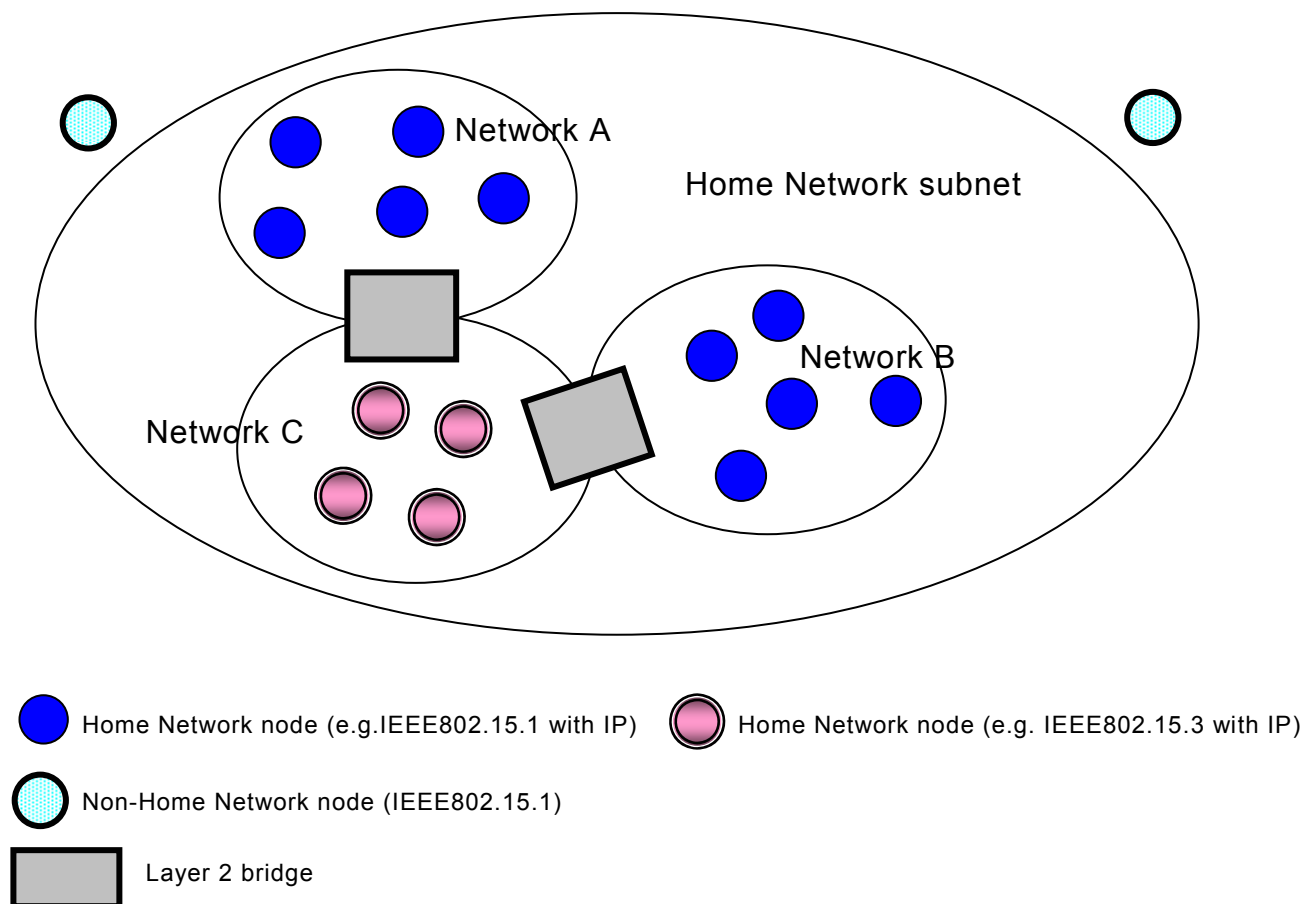 Network A
Home Network subnet
Network B
Network C
Home Network node (e.g.IEEE802.15.1 with IP)
Home Network node (e.g. IEEE802.15.3 with IP)
Non-Home Network node (IEEE802.15.1)
Layer 2 bridge